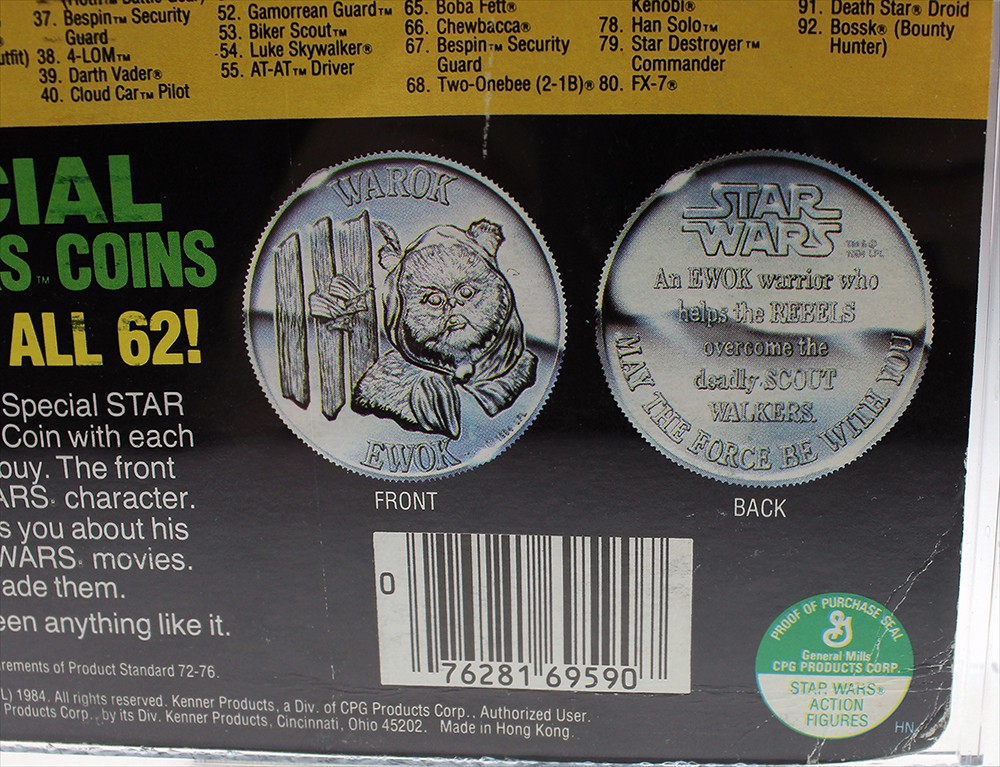 37. Bespin™ Security
Guard
utfit) 38. 4-LOM™
39. Darth Vader®
40. Cloud Car™ Pilot
52. Gamorrean Guard™
53. Biker Scout™
54. Luke Skywalker®
55. AT-AT™ Driver
65. Boba Fett®
66. Chewbacca®
67. Bespin™ Security
Guard
68. Two-Onebee (2-1B)®
Kenobi®
78. Han Solo™
79. Star Destroyer™
Commander
80. FX-7®
91. Death Star® Droid
92. Bossk® (Bounty
Hunter)
CIAL
S™ COINS
ALL 62!
Special STAR
Coin with each
buy. The front
ARS® character.
s you about his
WARS® movies.
ade them.
een anything like it.
rements of Product Standard 72-76.
L) 1984. All rights reserved. Kenner Products, a Div. of CPG Products Corp., Authorized User.
Products Corp., by its Div. Kenner Products, Cincinnati, Ohio 45202. Made in Hong Kong.
WAROK
EWOK
FRONT
STAR
WARS
An EWOK warrior who
helps the REBELS
overcome the
deadly SCOUT
WALKERS.
MAY THE FORCE BE WITH YOU
BACK
0 76281 69590
PROOF OF PURCHASE SEAL
G
General Mills
CPG PRODUCTS CORP.
STAR WARS®
ACTION
FIGURES
HN